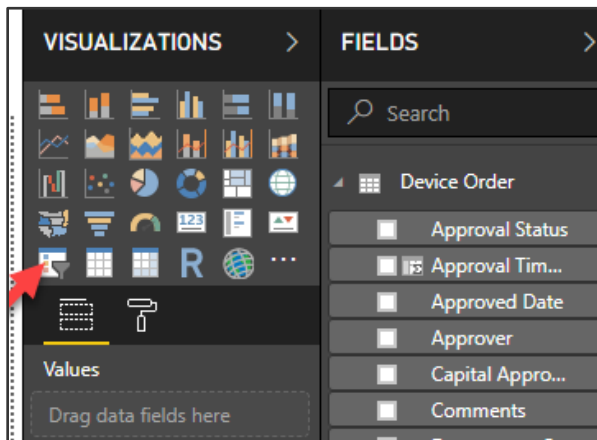 VISUALIZATIONS
FIELDS
Search
123
R
Device Order
Approval Status
Approval Tim...
Approved Date
Approver
Capital Appro...
Comments
Values
Drag data fields here